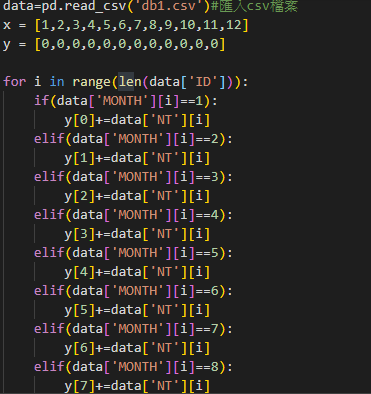 data=pd.read_csv('db1.csv')#匯入csv檔案
x = [1,2,3,4,5,6,7,8,9,10,11,12]
y = [0,0,0,0,0,0,0,0,0,0,0,0]
for i in range(len(data['ID'])):
if(data['MONTH'][i]==1):
y[0]+=data['NT'][i]
elif(data['MONTH'][i]==2):
y[1]+=data['NT'][i]
elif(data['MONTH'][i]==3):
y[2]+=data['NT'][i]
elif(data['MONTH'][i]==4):
y[3]+=data['NT'][i]
elif(data['MONTH'][i]==5):
y[4]+=data['NT'][i]
elif(data['MONTH'][i]==6):
y[5]+=data['NT'][i]
elif(data['MONTH'][i]==7):
y[6]+=data['NT'][i]
elif(data['MONTH'][i]==8):
y[7]+=data['NT'][i]